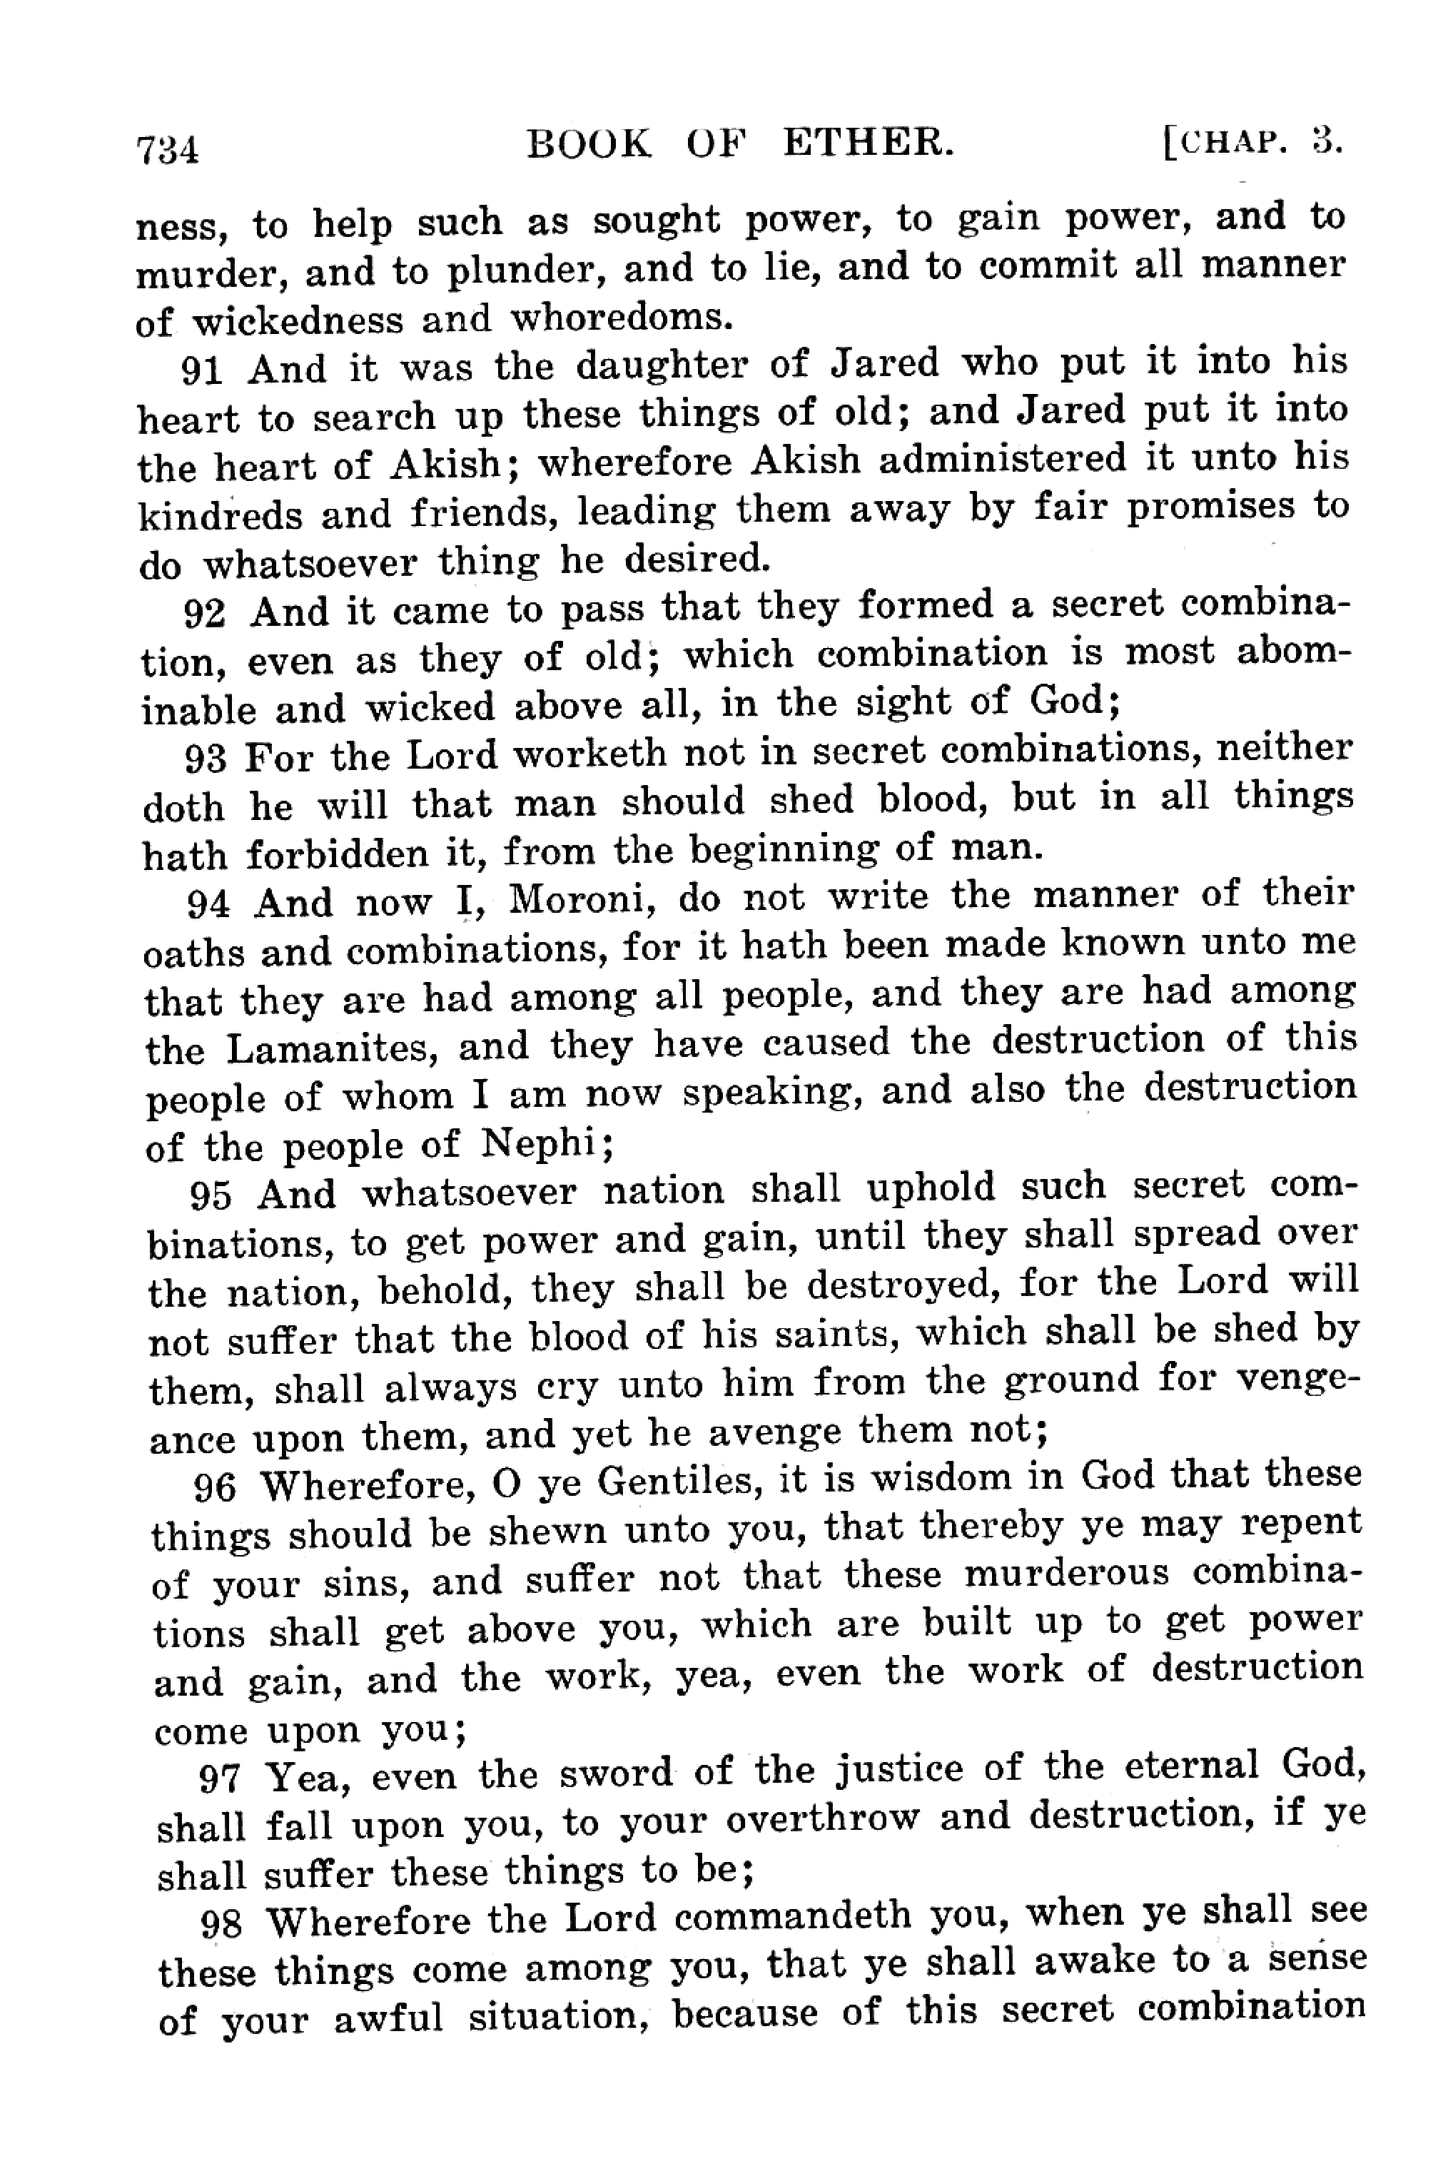 734 BOOK OF ETHER. [CHAP. 3.
ness, to help such as sought power, to gain power, and to
murder, and to plunder, and to lie, and to commit all manner
of wickedness and whoredoms.
91 And it was the daughter of Jared who put it into his
heart to search up these things of old; and Jared put it into
the heart of Akish; wherefore Akish administered it unto his
kindreds and friends, leading them away by fair promises to
do whatsoever thing he desired.
92 And it came to pass that they formed a secret combina-
tion, even as they of old; which combination is most abom-
inable and wicked above all, in the sight of God;
93 For the Lord worketh not in secret combinations, neither
doth he will that man should shed blood, but in all things
hath forbidden it, from the beginning of man.
94 And now I, Moroni, do not write the manner of their
oaths and combinations, for it hath been made known unto me
that they are had among all people, and they are had among
the Lamanites, and they have caused the destruction of this
people of whom I am now speaking, and also the destruction
of the people of Nephi;
95 And whatsoever nation shall uphold such secret com-
binations, to get power and gain, until they shall spread over
the nation, behold, they shall be destroyed, for the Lord will
not suffer that the blood of his saints, which shall be shed by
them, shall always cry unto him from the ground for venge-
ance upon them, and yet he avenge them not;
96 Wherefore, O ye Gentiles, it is wisdom in God that these
things should be shewn unto you, that thereby ye may repent
of your sins, and suffer not that these murderous combina-
tions shall get above you, which are built up to get power
and gain, and the work, yea, even the work of destruction
come upon you;
97 Yea, even the sword of the justice of the eternal God,
shall fall upon you, to your overthrow and destruction, if ye
shall suffer these things to be;
98 Wherefore the Lord commandeth you, when ye shall see
these things come among you, that ye shall awake to a sense
of your awful situation, because of this secret combination